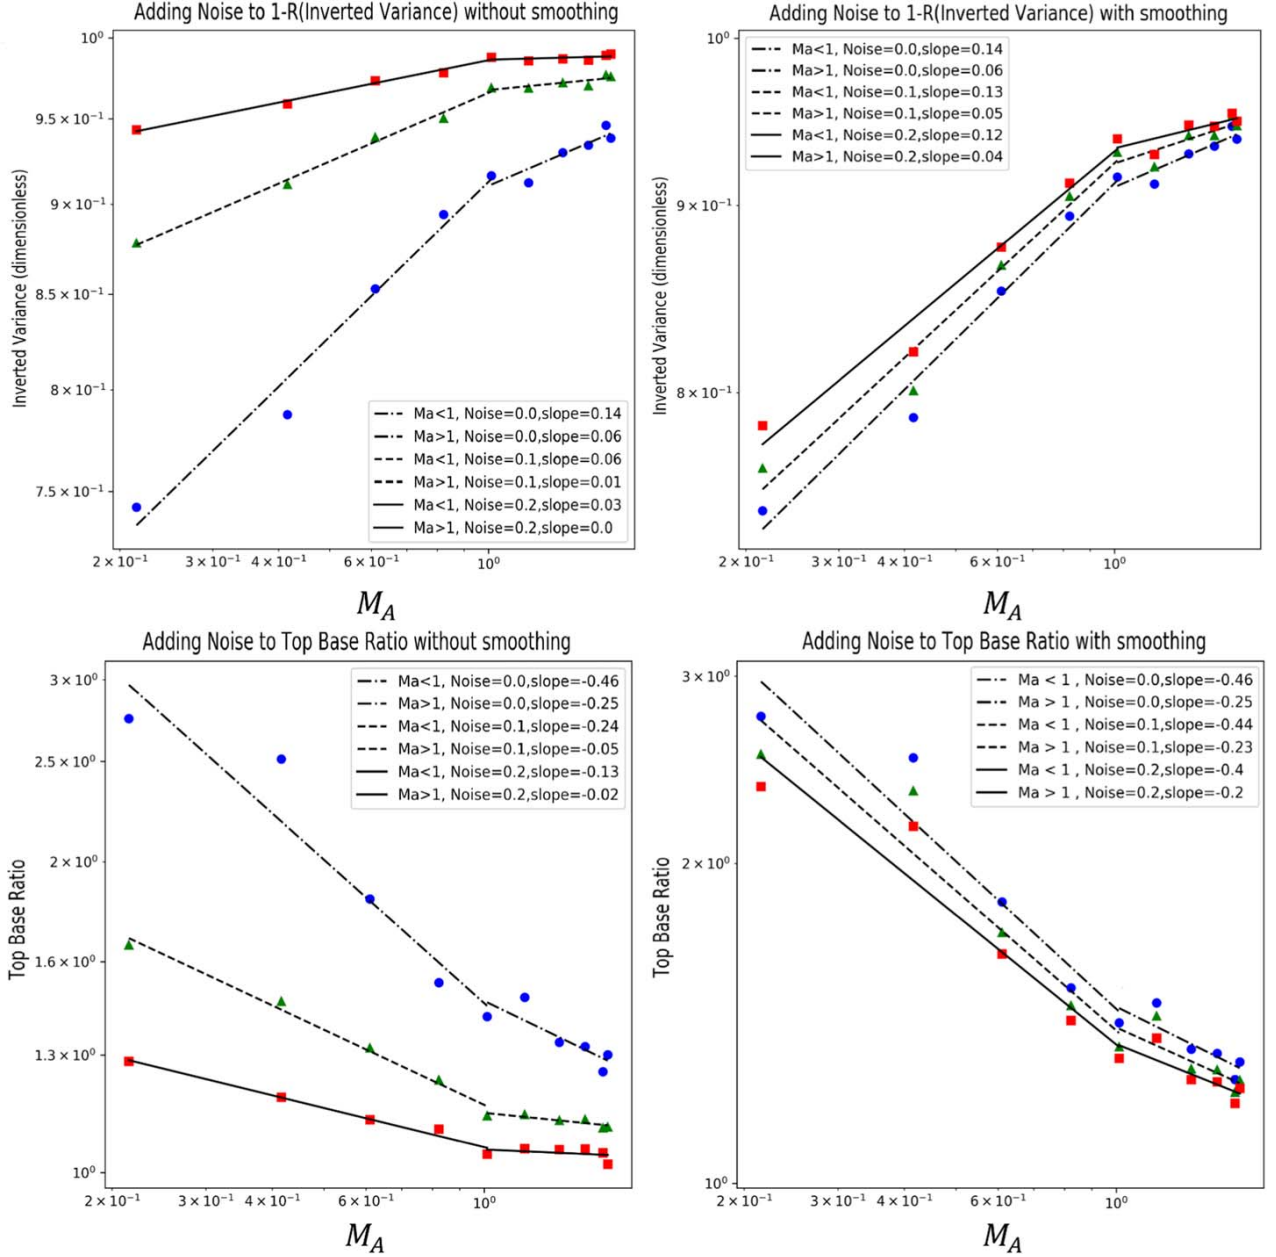 Adding Noise to 1-R(Inverted Variance) without smoothing
10⁰
9.5 × 10⁻¹
9 × 10⁻¹
8.5 × 10⁻¹
8 × 10⁻¹
7.5 × 10⁻¹
Inverted Variance (dimensionless)
Ma<1, Noise=0.0,slope=0.14
Ma>1, Noise=0.0,slope=0.06
Ma<1, Noise=0.1,slope=0.06
Ma>1, Noise=0.1,slope=0.01
Ma<1, Noise=0.2,slope=0.03
Ma>1, Noise=0.2,slope=0.0
2 × 10⁻¹ 3 × 10⁻¹ 4 × 10⁻¹ 6 × 10⁻¹ 10⁰
M_A
Adding Noise to 1-R(Inverted Variance) with smoothing
10⁰
9 × 10⁻¹
8 × 10⁻¹
Inverted Variance (dimensionless)
Ma<1, Noise=0.0,slope=0.14
Ma>1, Noise=0.0,slope=0.06
Ma<1, Noise=0.1,slope=0.13
Ma>1, Noise=0.1,slope=0.05
Ma<1, Noise=0.2,slope=0.12
Ma>1, Noise=0.2,slope=0.04
2 × 10⁻¹ 3 × 10⁻¹ 4 × 10⁻¹ 6 × 10⁻¹ 10⁰
M_A
Adding Noise to Top Base Ratio without smoothing
3 × 10⁰
2.5 × 10⁰
2 × 10⁰
1.6 × 10⁰
1.3 × 10⁰
10⁰
Top Base Ratio
Ma<1, Noise=0.0,slope=-0.46
Ma>1, Noise=0.0,slope=-0.25
Ma<1, Noise=0.1,slope=-0.24
Ma>1, Noise=0.1,slope=-0.05
Ma<1, Noise=0.2,slope=-0.13
Ma>1, Noise=0.2,slope=-0.02
2 × 10⁻¹ 3 × 10⁻¹ 4 × 10⁻¹ 6 × 10⁻¹ 10⁰
M_A
Adding Noise to Top Base Ratio with smoothing
3 × 10⁰
2 × 10⁰
10⁰
Top Base Ratio
Ma < 1 , Noise=0.0,slope=-0.46
Ma > 1 , Noise=0.0,slope=-0.25
Ma < 1 , Noise=0.1,slope=-0.44
Ma > 1 , Noise=0.1,slope=-0.23
Ma < 1 , Noise=0.2,slope=-0.4
Ma > 1 , Noise=0.2,slope=-0.2
2 × 10⁻¹ 3 × 10⁻¹ 4 × 10⁻¹ 6 × 10⁻¹ 10⁰
M_A